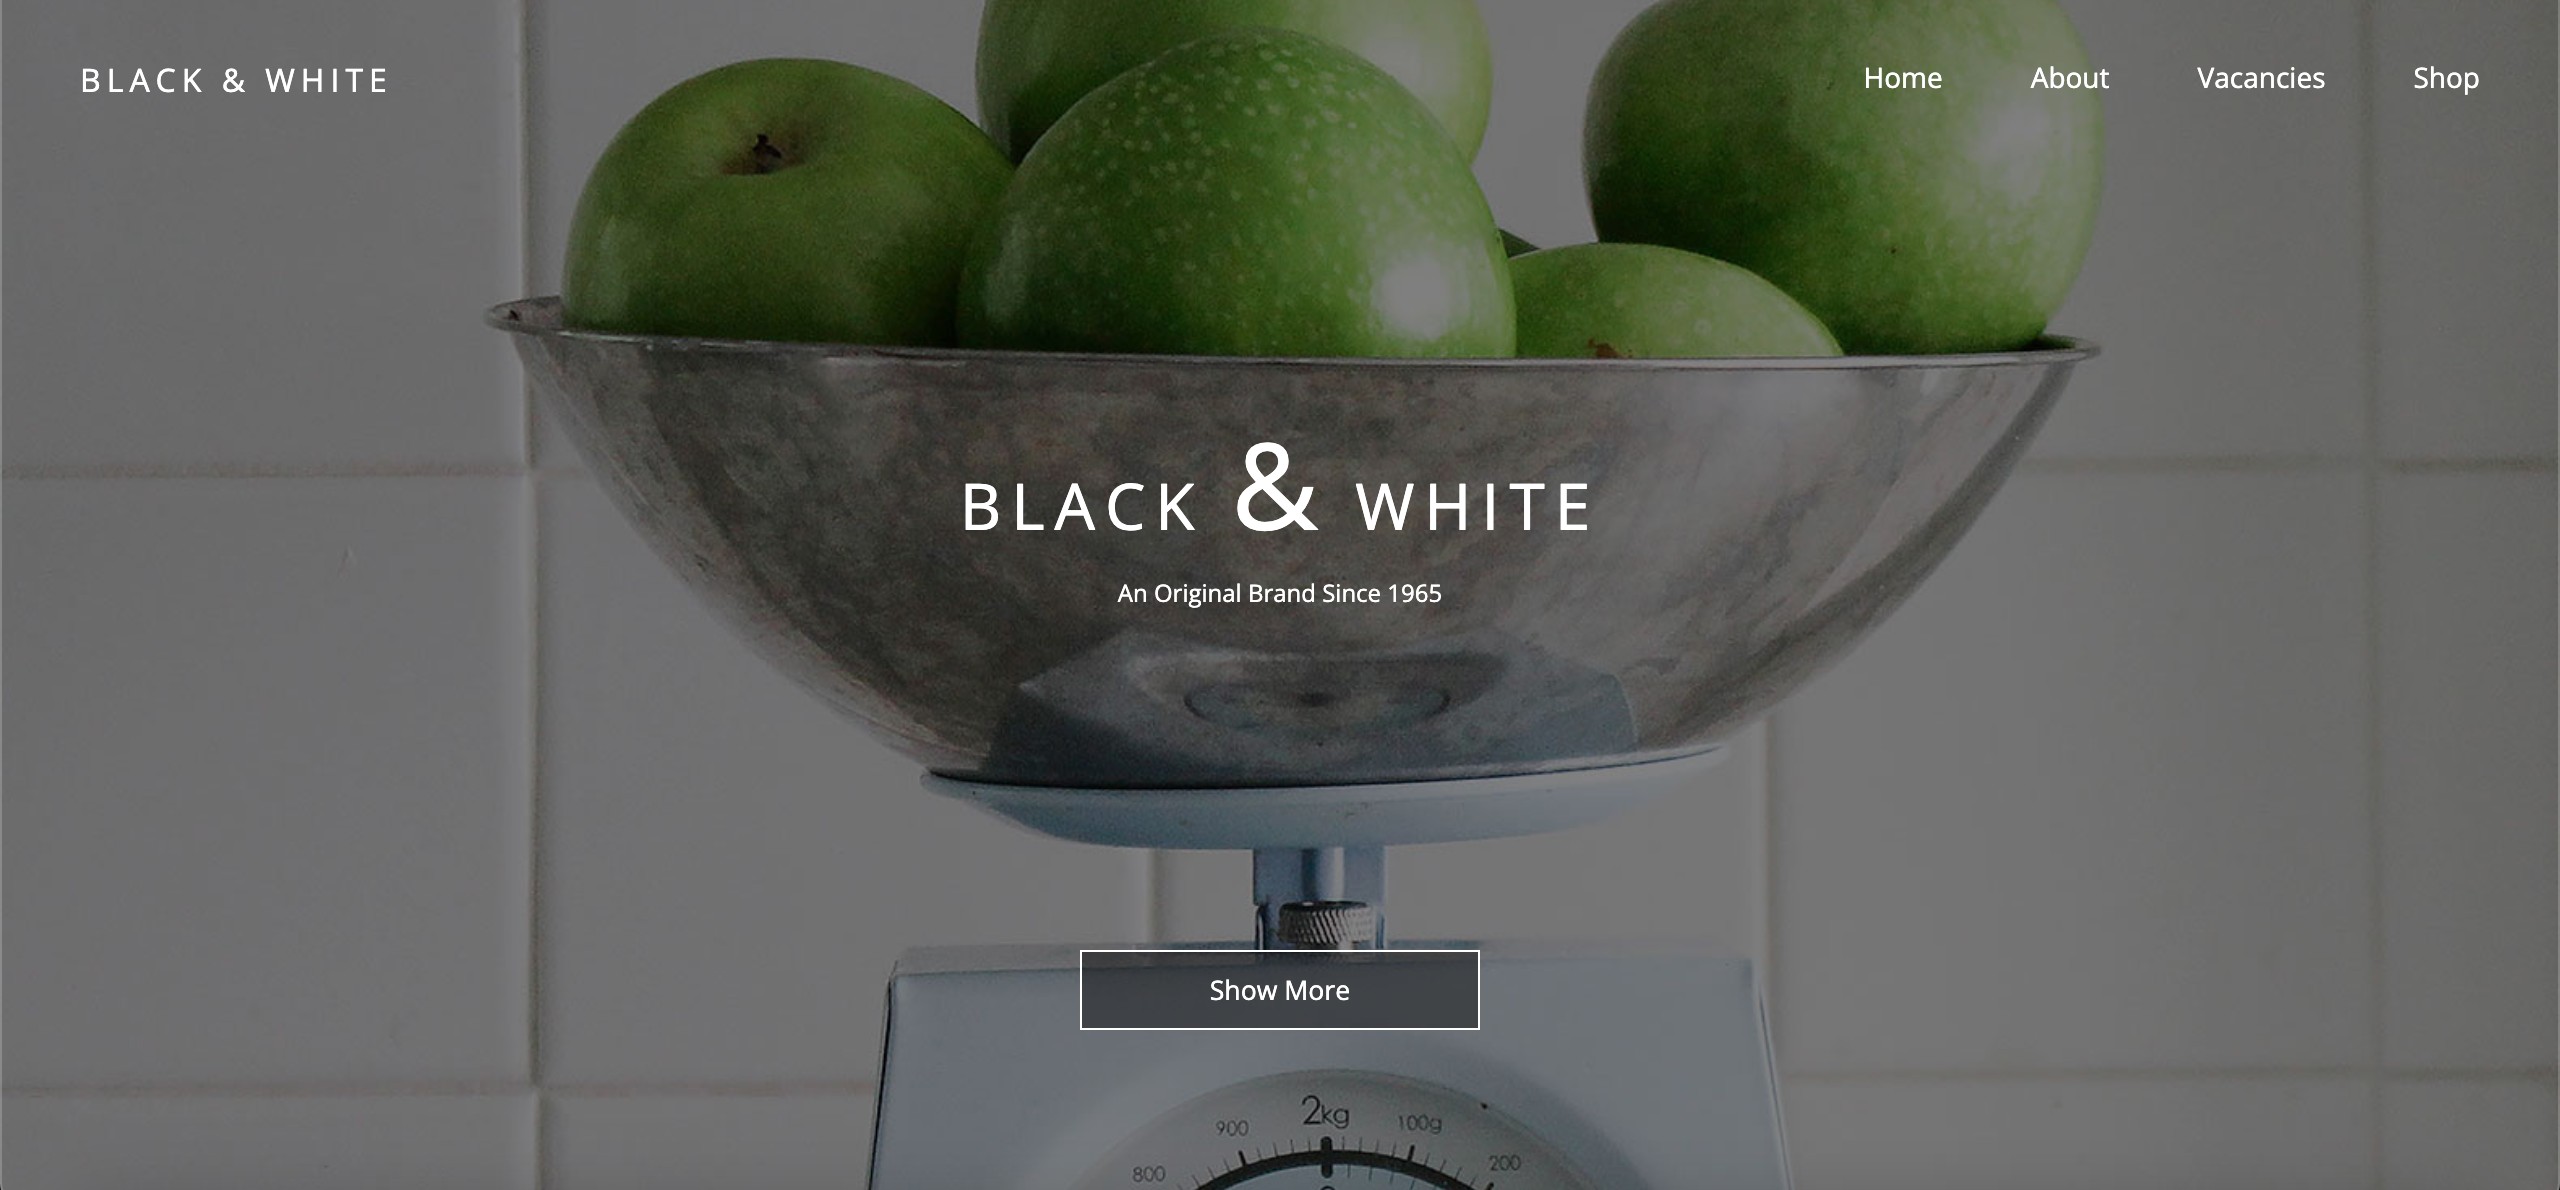 BLACK & WHITE
Home About Vacancies Shop
BLACK & WHITE
An Original Brand Since 1965
Show More
2kg
900 100g
800 200